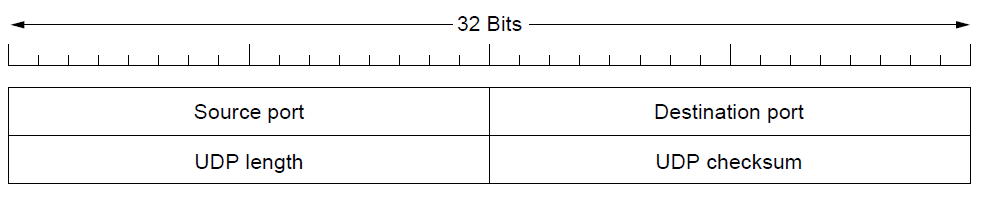 32 Bits
Source port Destination port
UDP length UDP checksum